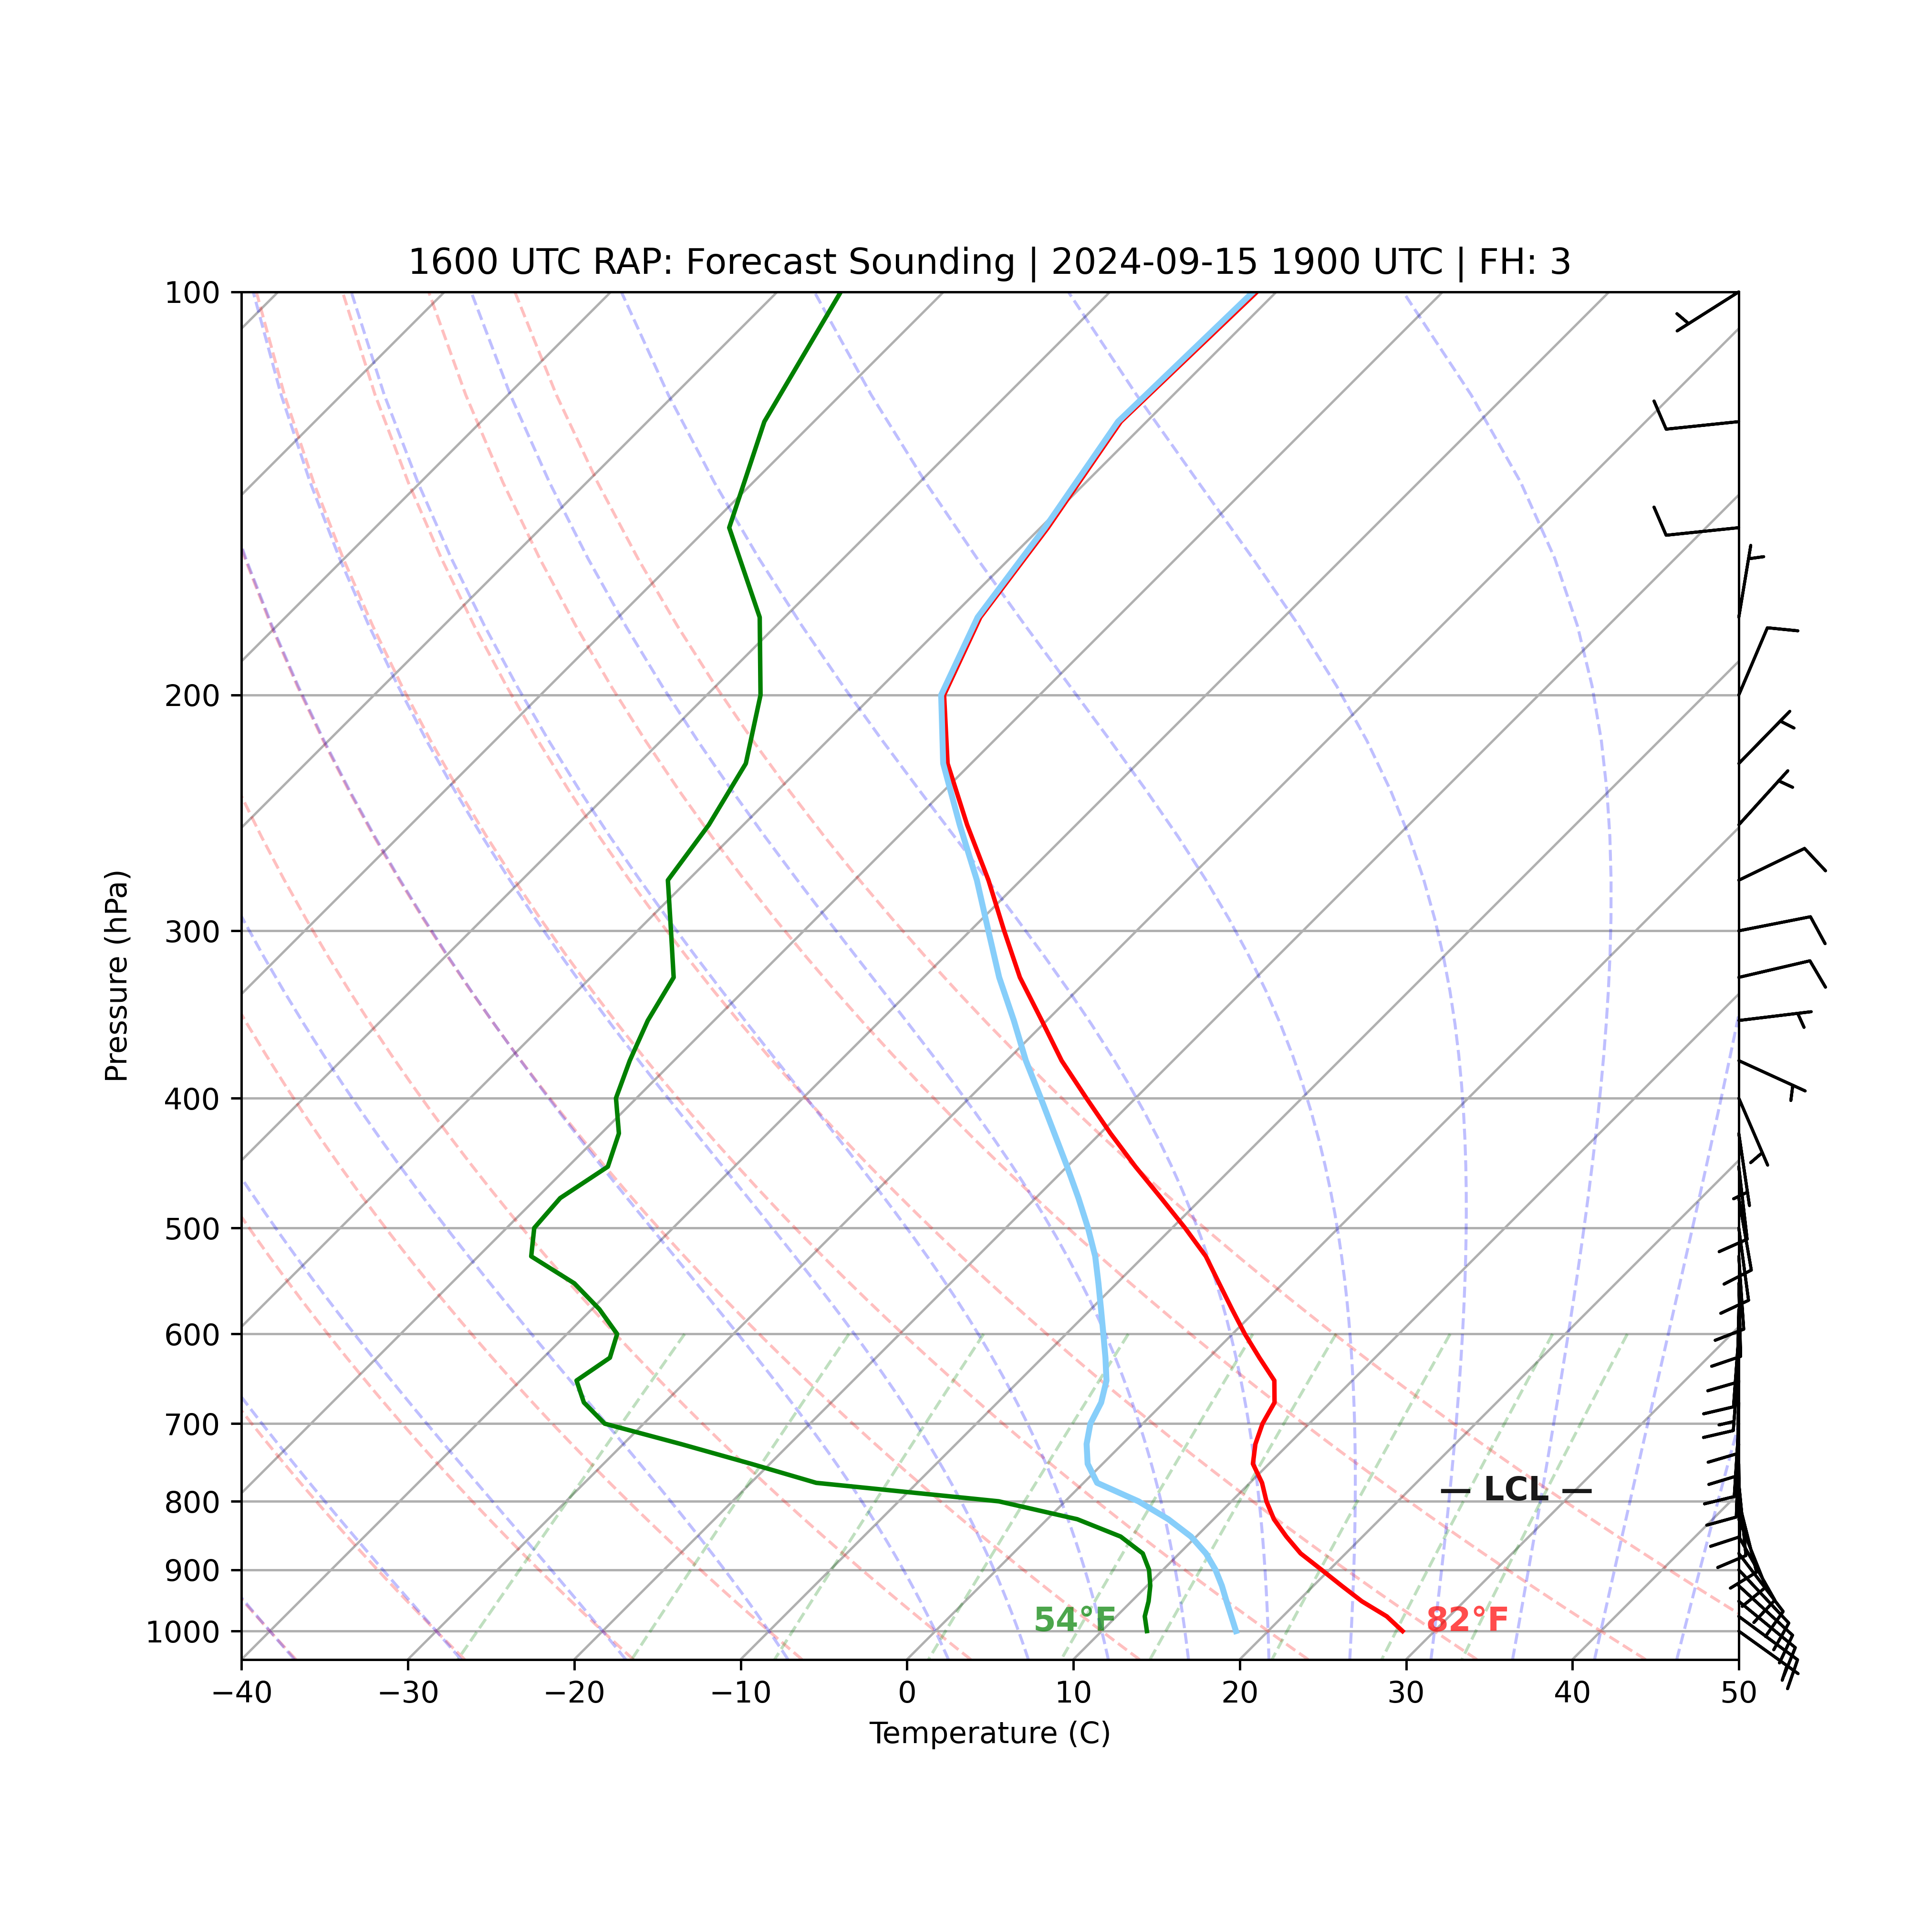 1600 UTC RAP: Forecast Sounding | 2024-09-15 1900 UTC | FH: 3
100
200
300
400
500
600
700
800
900
1000
Pressure (hPa)
— LCL —
54°F
82°F
−40 −30 −20 −10 0 10 20 30 40 50
Temperature (C)